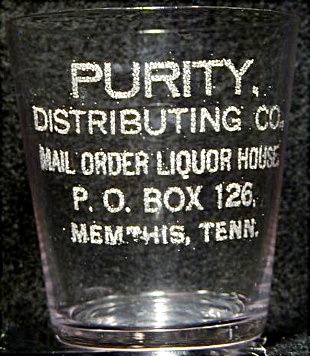 PURITY,
DISTRIBUTING CO,
MAIL ORDER LIQUOR HOUSE
P. O. BOX 126,
MEMPHIS, TENN.